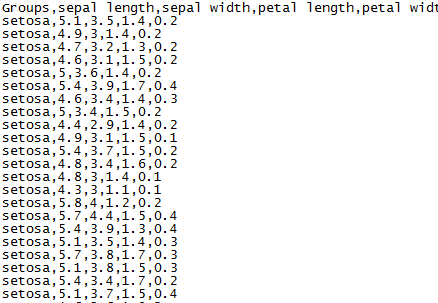 Groups,sepal length,sepal width,petal length,petal
setosa,5.1,3.5,1.4,0.2
setosa,4.9,3,1.4,0.2
setosa,4.7,3.2,1.3,0.2
setosa,4.6,3.1,1.5,0.2
setosa,5,3.6,1.4,0.2
setosa,5.4,3.9,1.7,0.4
setosa,4.6,3.4,1.4,0.3
setosa,5,3.4,1.5,0.2
setosa,4.4,2.9,1.4,0.2
setosa,4.9,3.1,1.5,0.1
setosa,5.4,3.7,1.5,0.2
setosa,4.8,3.4,1.6,0.2
setosa,4.8,3,1.4,0.1
setosa,4.3,3,1.1,0.1
setosa,5.8,4,1.2,0.2
setosa,5.7,4.4,1.5,0.4
setosa,5.4,3.9,1.3,0.4
setosa,5.1,3.5,1.4,0.3
setosa,5.7,3.8,1.7,0.3
setosa,5.1,3.8,1.5,0.3
setosa,5.4,3.4,1.7,0.2
setosa,5.1,3.7,1.5,0.4